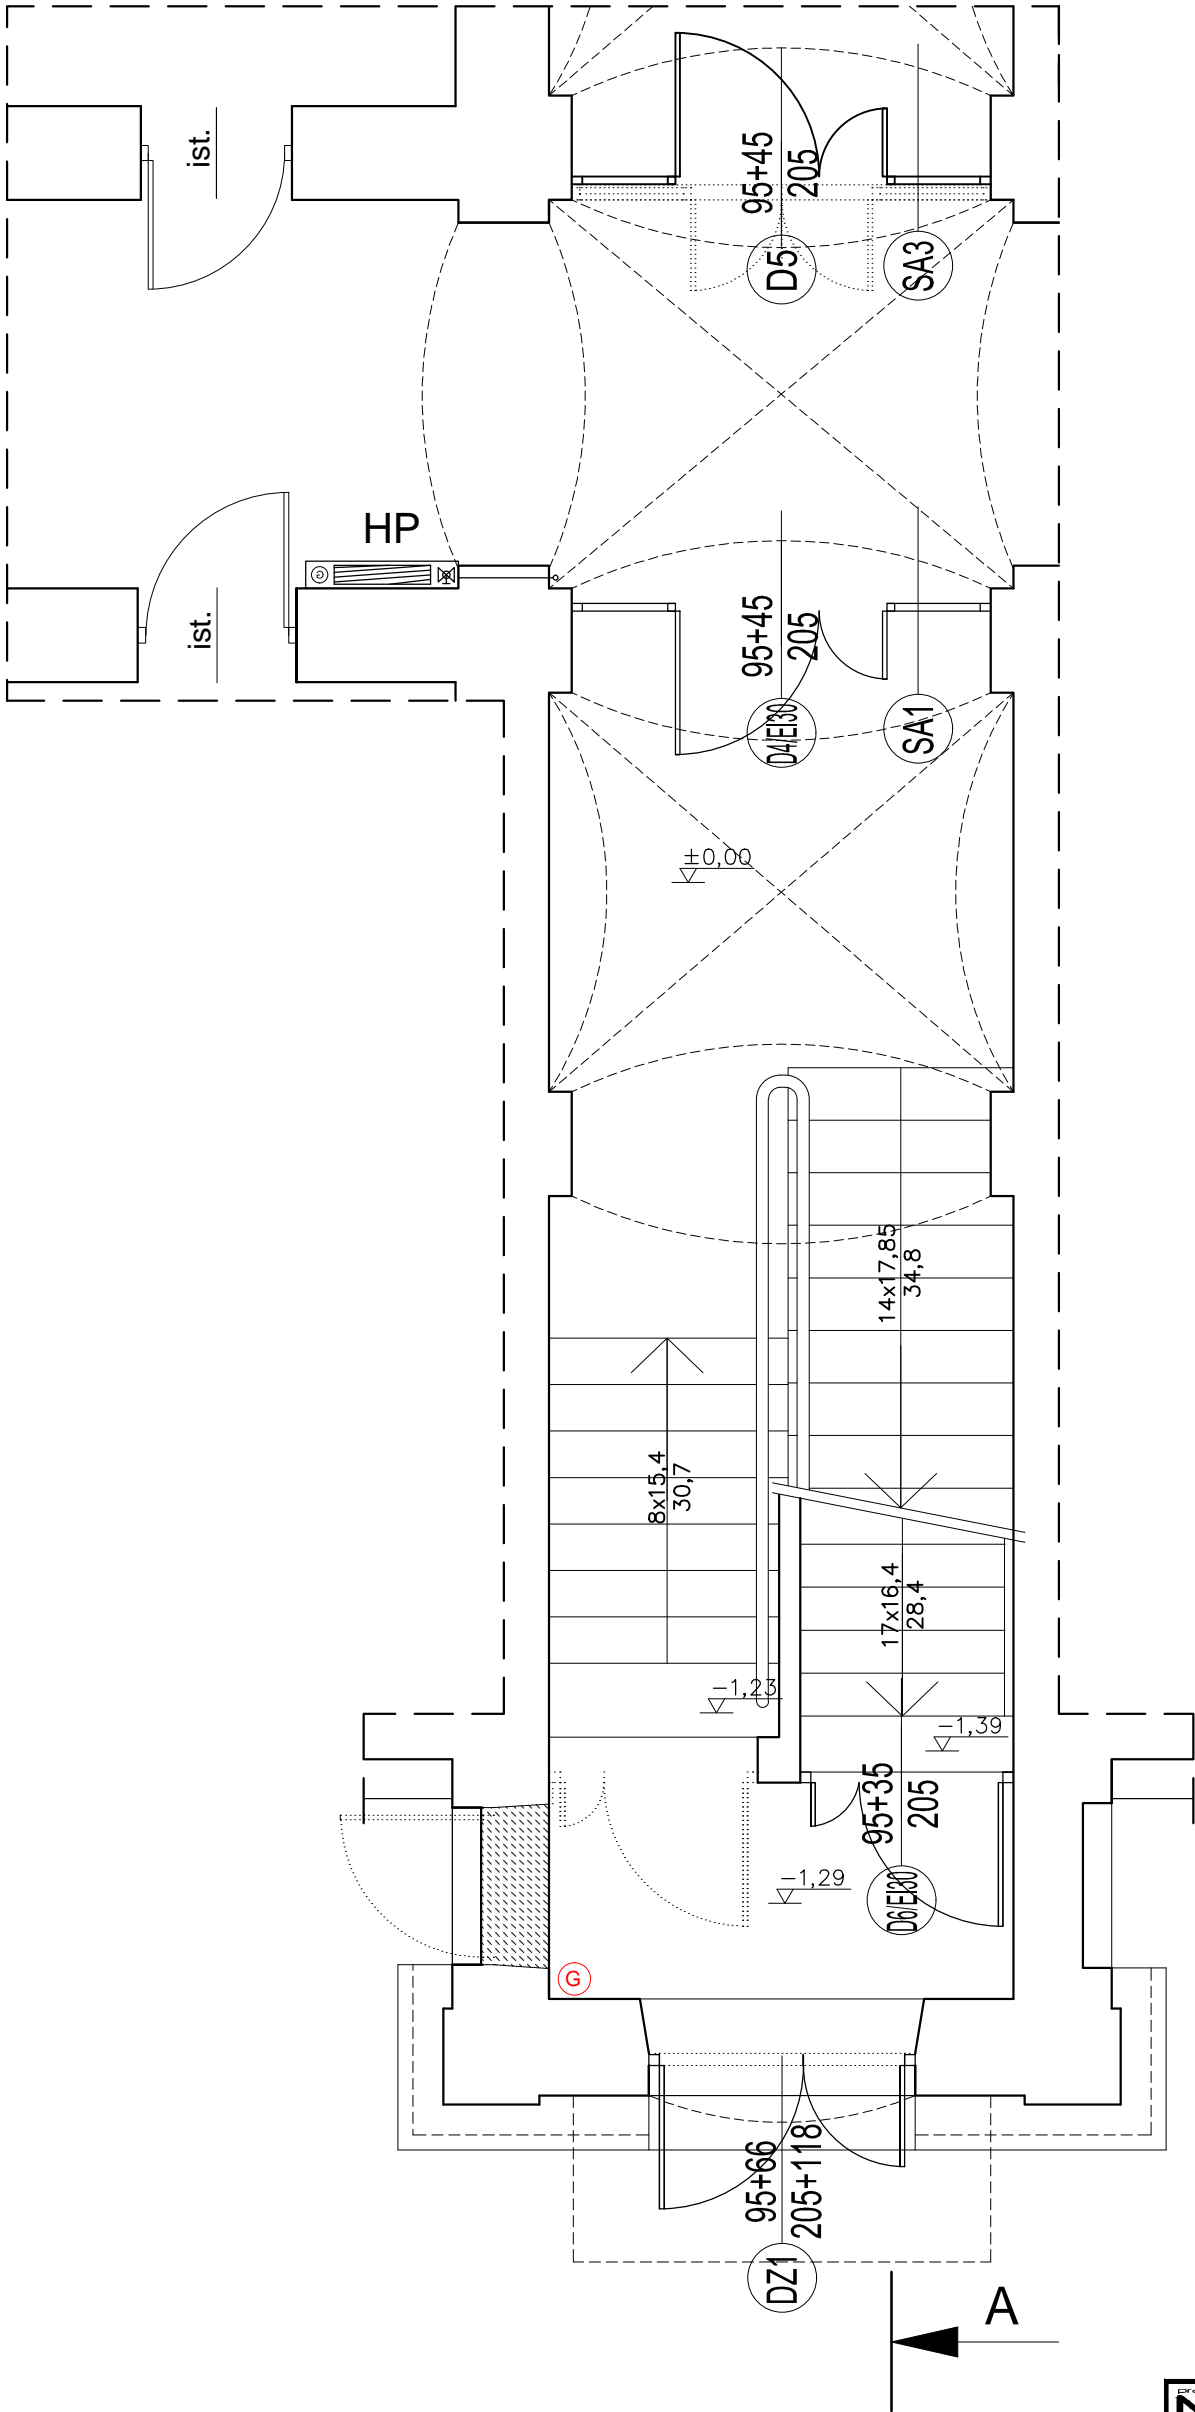 ist.
95+45
205
D5
SA3
HP
ist.
95+45
205
D4/EI30
SA1
±0,00
14x17,85
34,8
8x15,4
30,7
17x16,4
28,4
-1,23
-1,39
95+35
205
-1,29
D6/EI30
G
95+66
205+118
DZ1
A